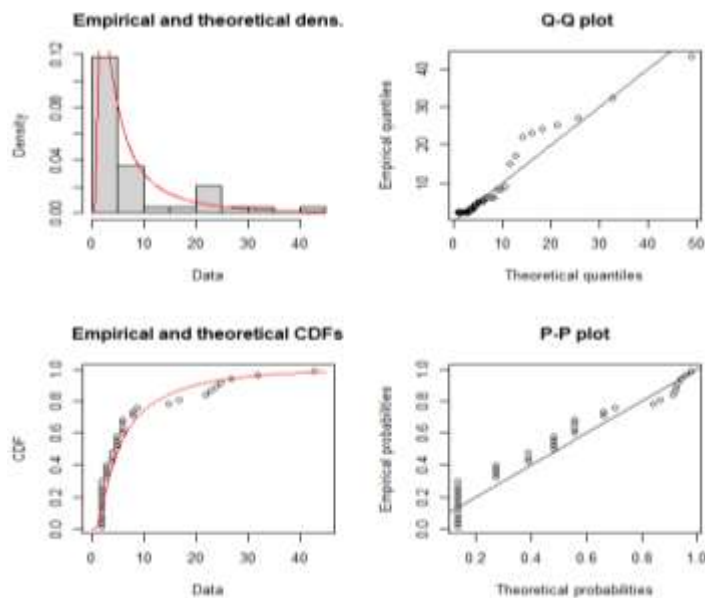 Empirical and theoretical dens.
Density
0.00
0.04
0.12
0 10 20 30 40
Data
Q-Q plot
Empirical quantiles
10 20 30 40
0 10 20 30 40 50
Theoretical quantiles
Empirical and theoretical CDFs
CDF
0.0 0.2 0.4 0.6 0.8 1.0
0 10 20 30 40
Data
P-P plot
Empirical probabilities
0.0 0.2 0.4 0.6 0.8 1.0
0.2 0.4 0.6 0.8 1.0
Theoretical probabilities